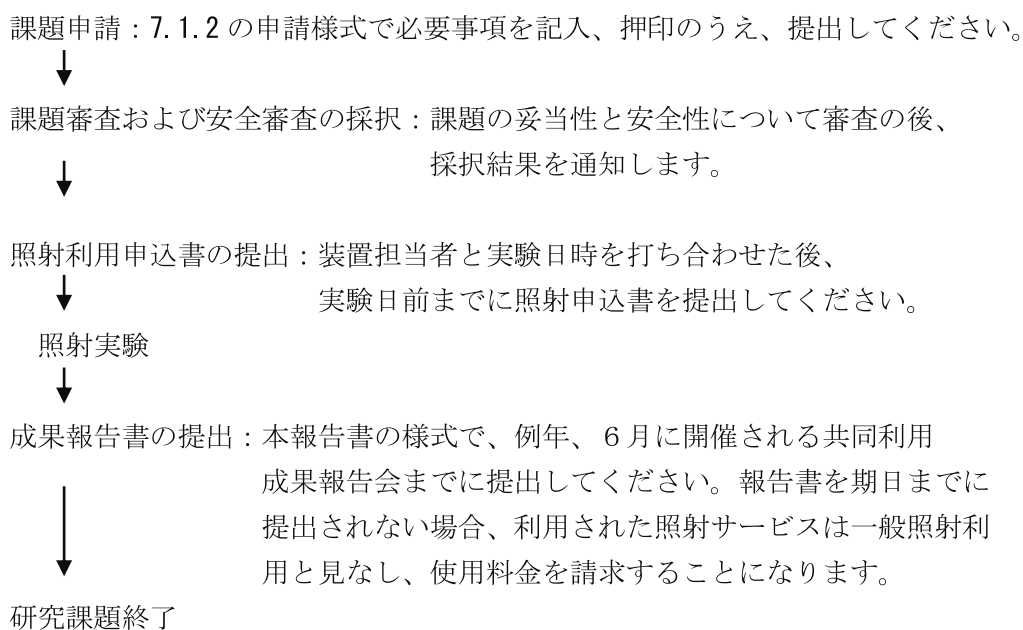 課題申請：7.1.2の申請様式で必要事項を記入、押印のうえ、提出してください。
課題審査および安全審査の採択：課題の妥当性と安全性について審査の後、
採択結果を通知します。
照射利用申込書の提出：装置担当者と実験日時を打ち合わせた後、
実験日前までに照射申込書を提出してください。
照射実験
成果報告書の提出：本報告書の様式で、例年、６月に開催される共同利用
成果報告会までに提出してください。報告書を期日までに
提出されない場合、利用された照射サービスは一般照射利
用と見なし、使用料金を請求することになります。
研究課題終了